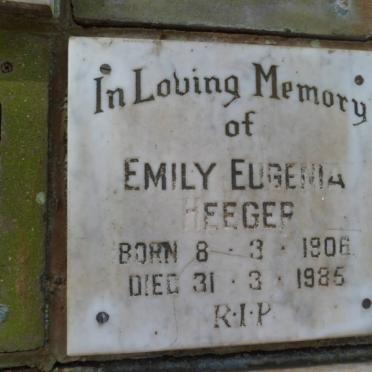 In Loving Memory
of
EMILY EUGENIA
HEEGER
BORN 8 · 3 · 1906
DIED 31 · 3 · 1985
R·I·P